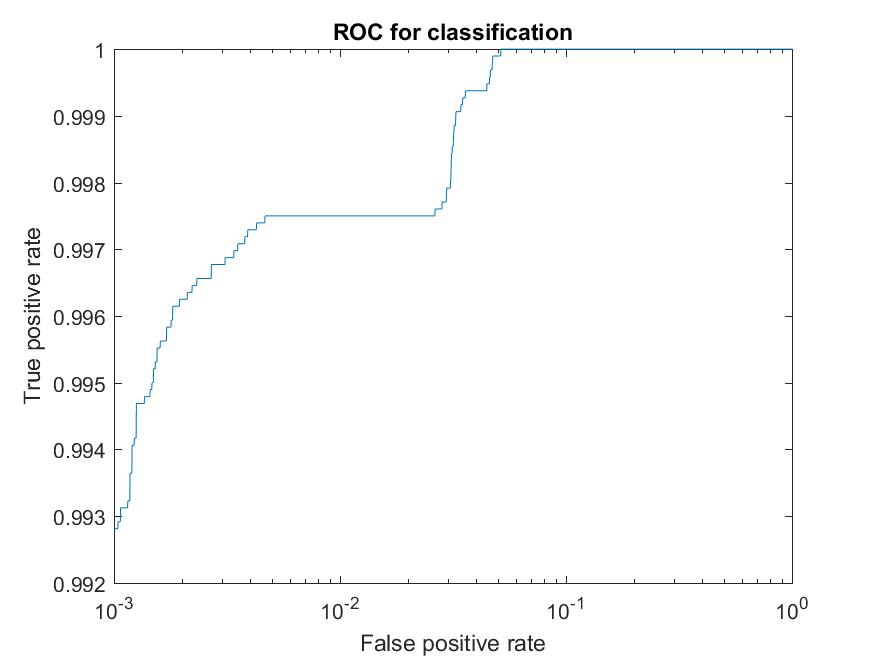 ROC for classification
1
0.999
0.998
0.997
0.996
0.995
0.994
0.993
0.992
True positive rate
10^-3 10^-2 10^-1 10^0
False positive rate